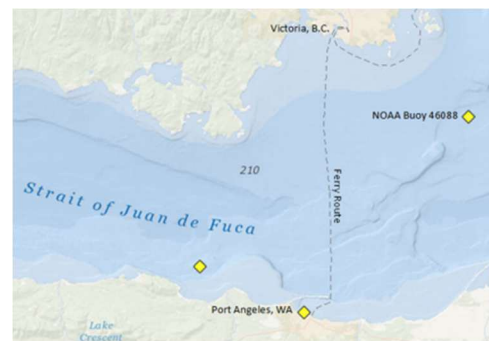 Victoria, B.C.
NOAA Buoy 46088
210
Ferry Route
Strait of Juan de Fuca
Port Angeles, WA
Lake
Crescent